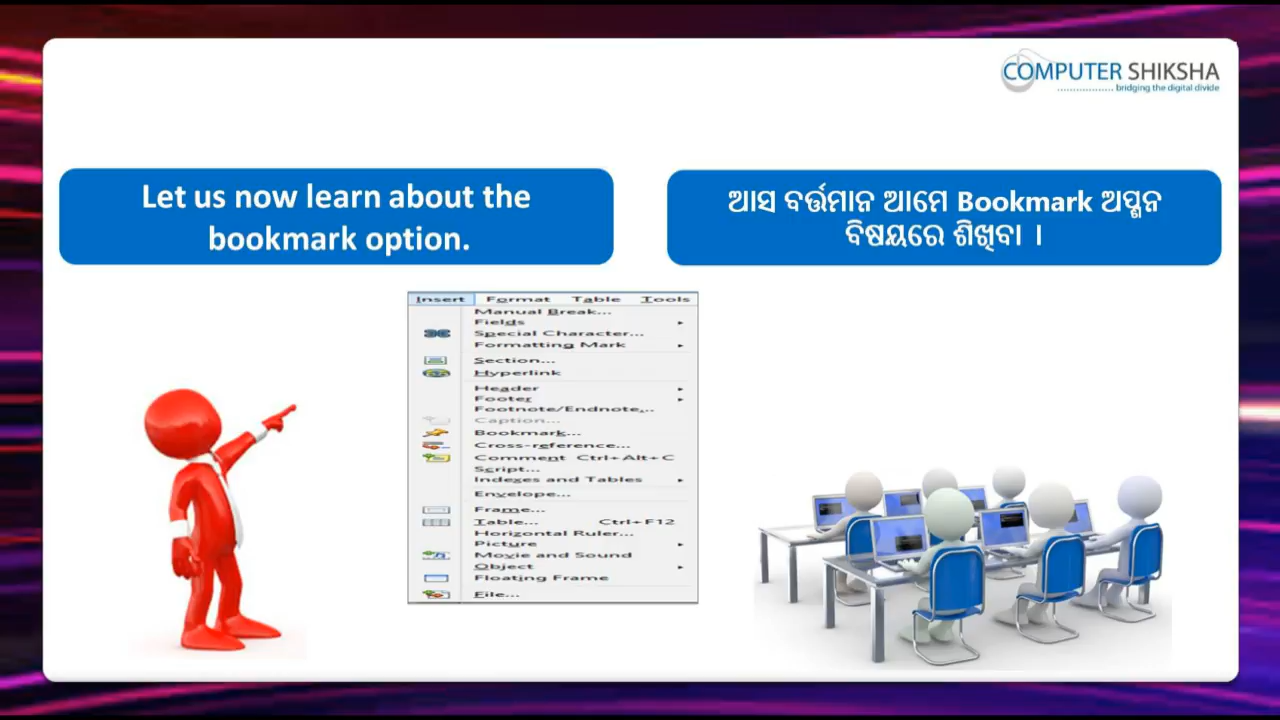 COMPUTER SHIKSHA
bridging the digital divide
Let us now learn about the
bookmark option.
ଆସ ବର୍ତ୍ତମାନ ଆମେ Bookmark ଅପ୍ସନ
ବିଷୟରେ ଶିଖିବା ।
Insert Format Table Tools
Manual Break...
Fields
Special Character...
Formatting Mark
Section...
Hyperlink
Header
Footer
Footnote/Endnote...
Caption...
Bookmark...
Cross-reference...
Comment Ctrl+Alt+C
Script...
Indexes and Tables
Envelope...
Frame...
Table... Ctrl+F12
Horizontal Ruler...
Picture
Movie and Sound
Object
Floating Frame
File...